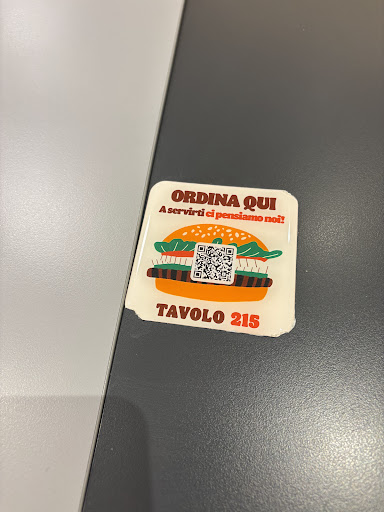 ORDINA QUI
A servirti ci pensiamo noi!
TAVOLO 215